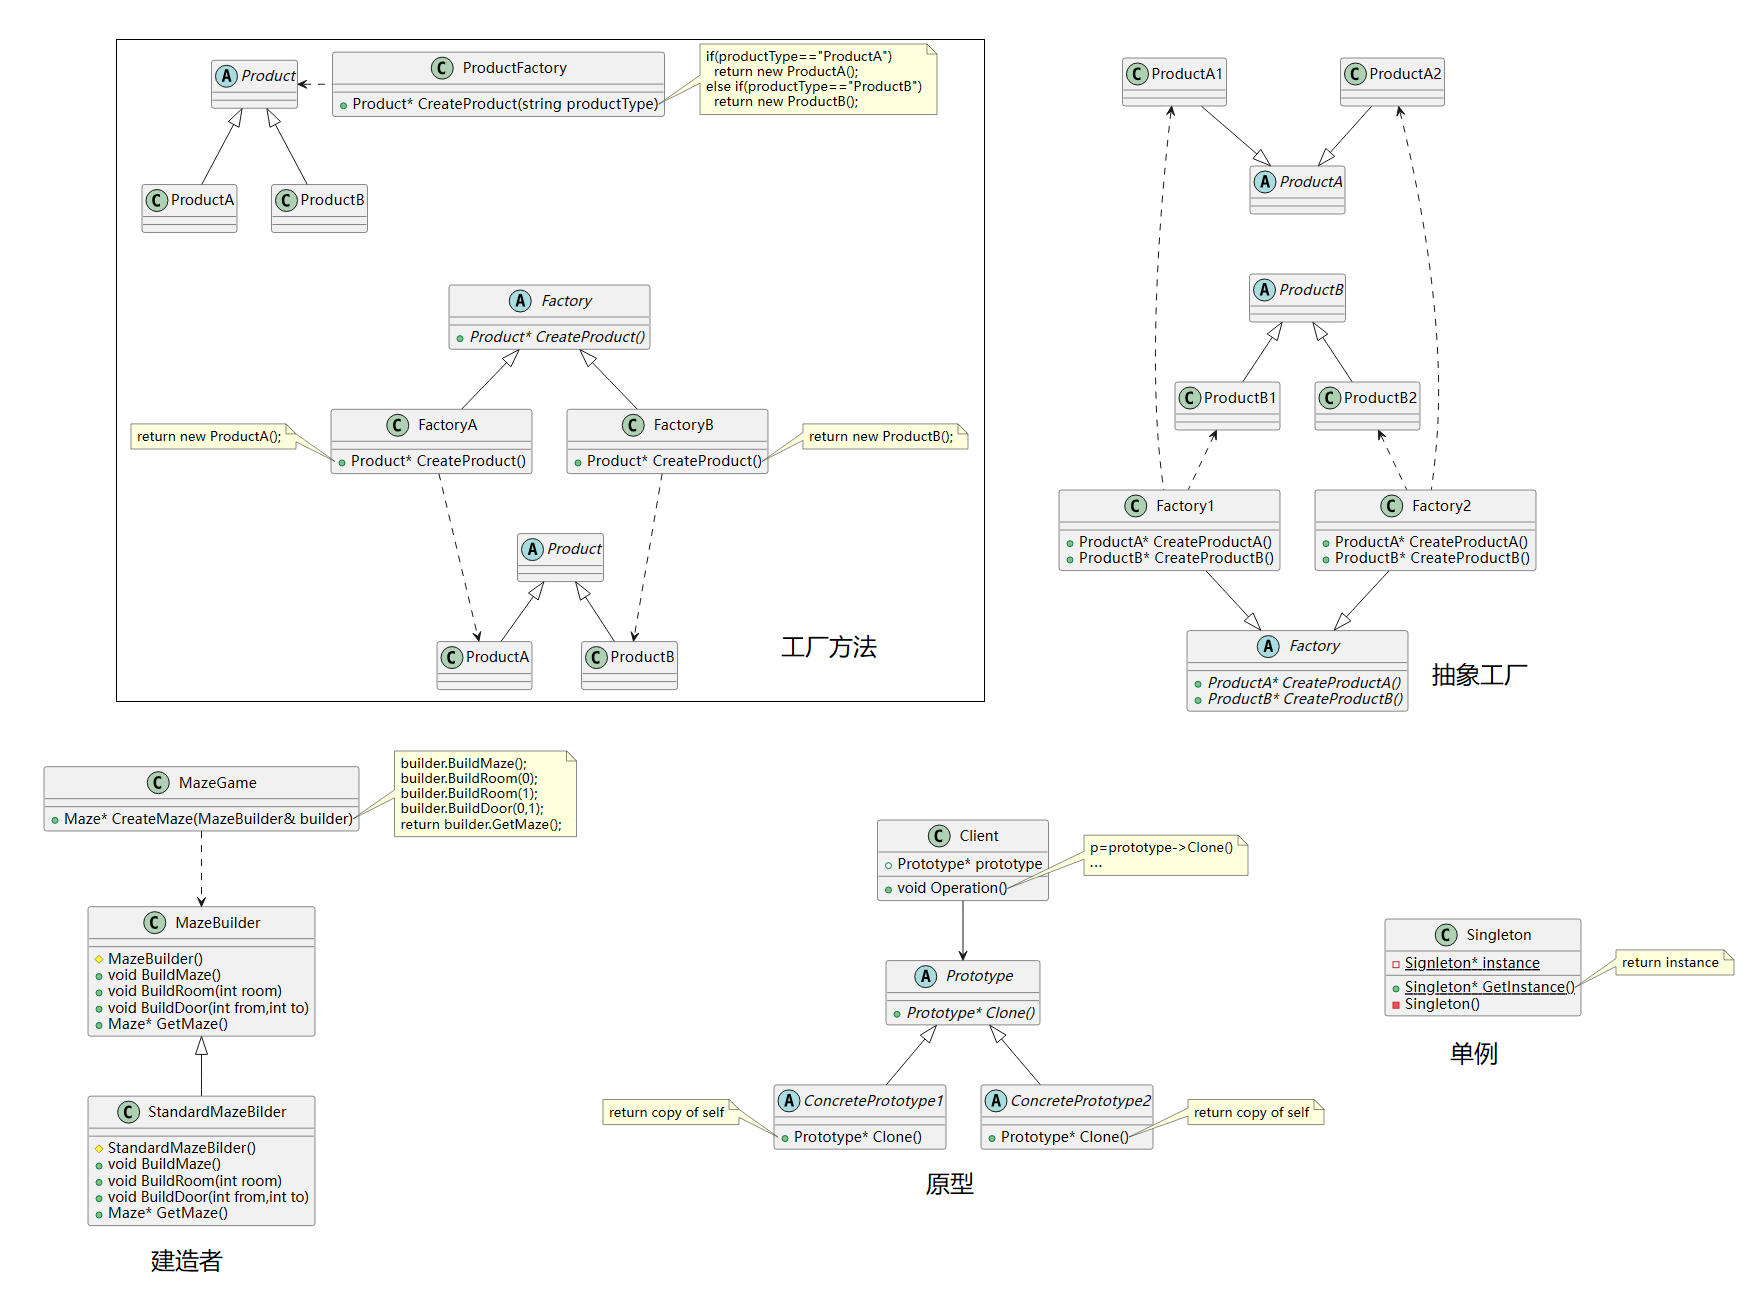 A Product
C ProductFactory
Product* CreateProduct(string productType)
if(productType=="ProductA")
return new ProductA();
else if(productType=="ProductB")
return new ProductB();
C ProductA
C ProductB
A Factory
Product* CreateProduct()
return new ProductA();
C FactoryA
Product* CreateProduct()
C FactoryB
Product* CreateProduct()
return new ProductB();
A Product
C ProductA
C ProductB
工厂方法
C ProductA1
C ProductA2
A ProductA
A ProductB
C ProductB1
C ProductB2
C Factory1
ProductA* CreateProductA()
ProductB* CreateProductB()
C Factory2
ProductA* CreateProductA()
ProductB* CreateProductB()
A Factory
ProductA* CreateProductA()
ProductB* CreateProductB()
抽象工厂
C MazeGame
Maze* CreateMaze(MazeBuilder& builder)
builder.BuildMaze();
builder.BuildRoom(0);
builder.BuildRoom(1);
builder.BuildDoor(0,1);
return builder.GetMaze();
C MazeBuilder
MazeBuilder()
void BuildMaze()
void BuildRoom(int room)
void BuildDoor(int from,int to)
Maze* GetMaze()
C StandardMazeBilder
StandardMazeBilder()
void BuildMaze()
void BuildRoom(int room)
void BuildDoor(int from,int to)
Maze* GetMaze()
建造者
C Client
Prototype* prototype
void Operation()
p=prototype->Clone()
...
A Prototype
Prototype* Clone()
return copy of self
A ConcretePrototype1
Prototype* Clone()
A ConcretePrototype2
Prototype* Clone()
return copy of self
原型
C Singleton
Signleton* instance
Singleton* GetInstance()
Singleton()
return instance
单例